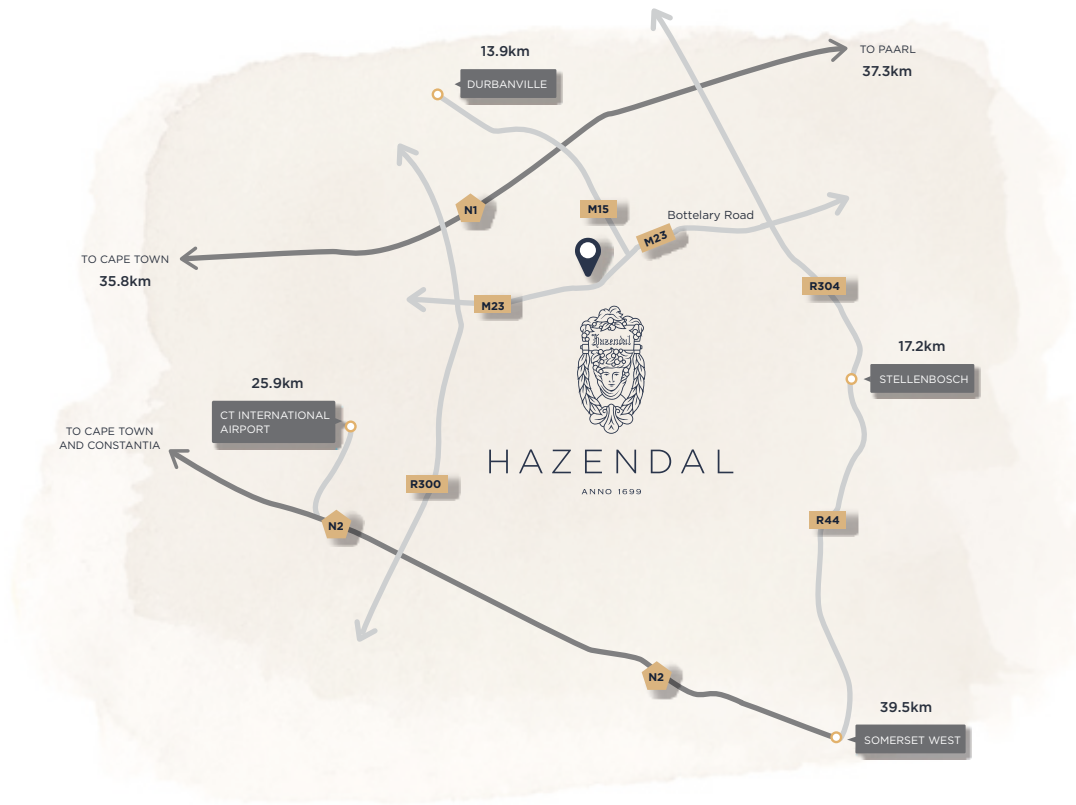 13.9km
DURBANVILLE
TO PAARL
37.3km
N1
M15
Bottelary Road
M23
TO CAPE TOWN
35.8km
R304
M23
Hazendal
17.2km
STELLENBOSCH
25.9km
CT INTERNATIONAL
AIRPORT
TO CAPE TOWN
AND CONSTANTIA
HAZENDAL
ANNO 1699
R300
N2
R44
N2
39.5km
SOMERSET WEST